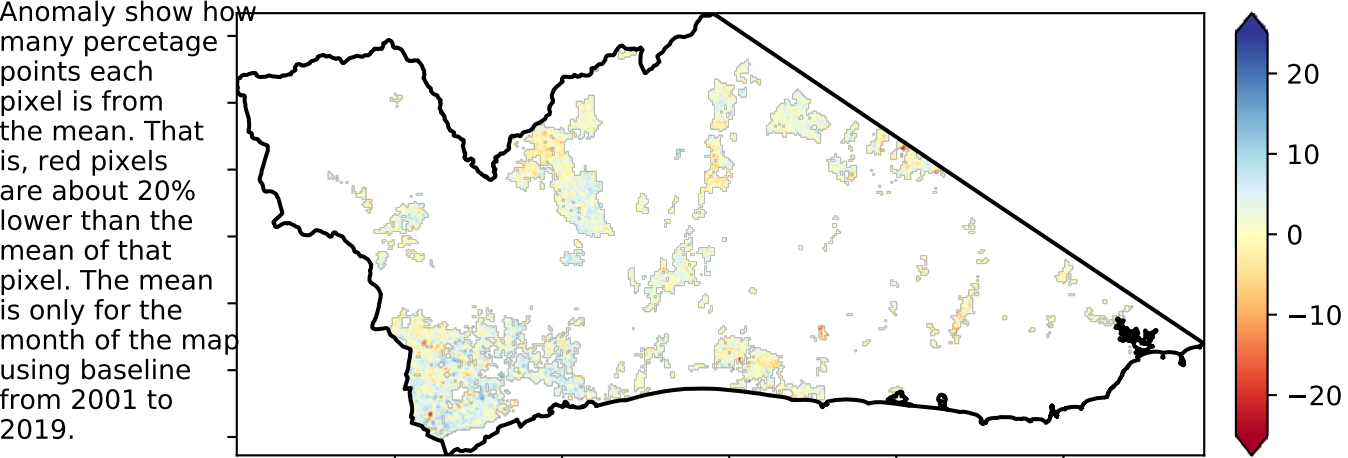 Anomaly show how
many percetage
points each
pixel is from
the mean. That
is, red pixels
are about 20%
lower than the
mean of that
pixel. The mean
is only for the
month of the map
using baseline
from 2001 to
2019.
20
10
0
−10
−20